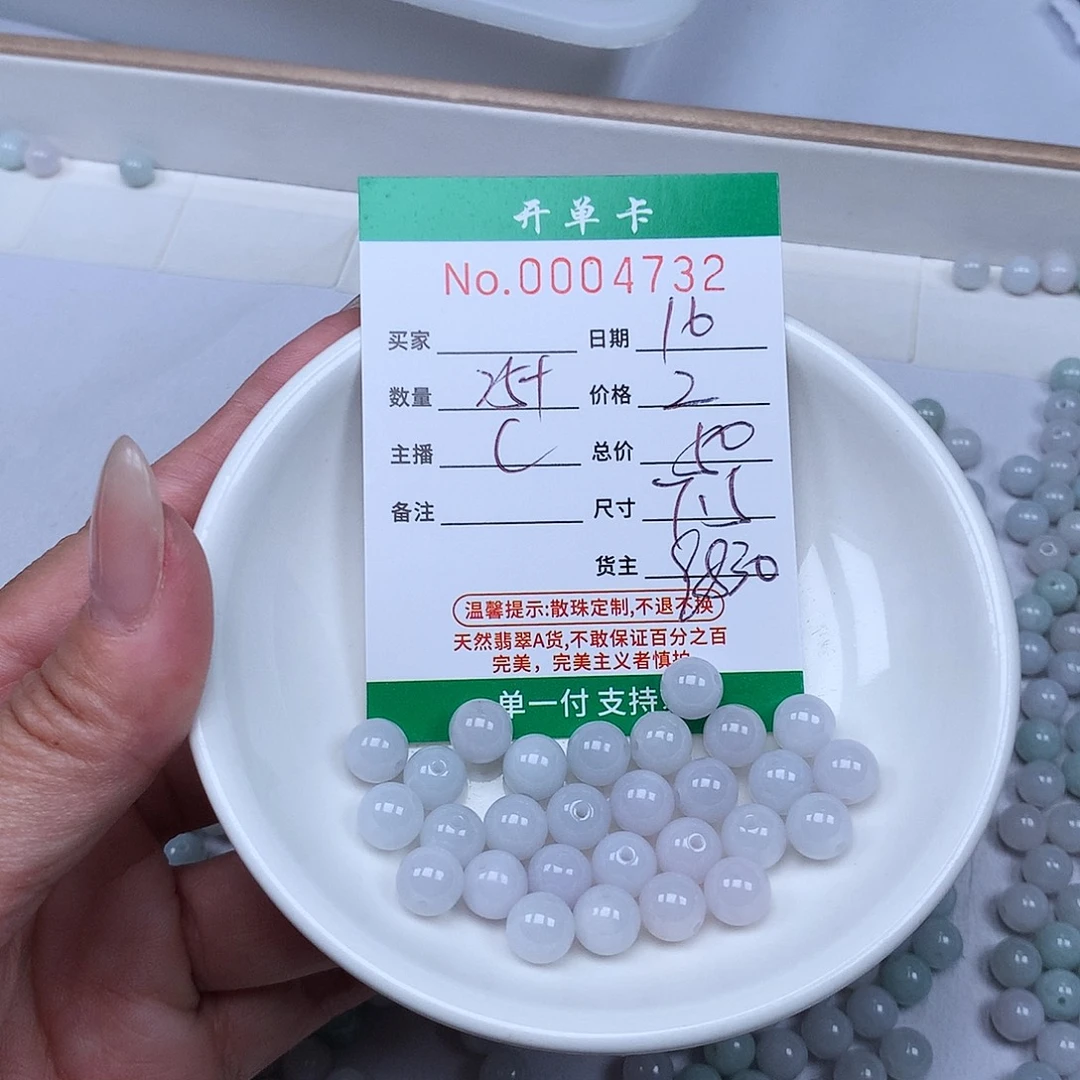 开单卡
No.0004732
买家 日期 16
数量 25+ 价格 2
主播 C 总价 50
备注 尺寸 7.1
货主 8830
温馨提示:散珠定制,不退不换
天然翡翠A货,不敢保证百分之百
完美，完美主义者慎拍
单一付 支持